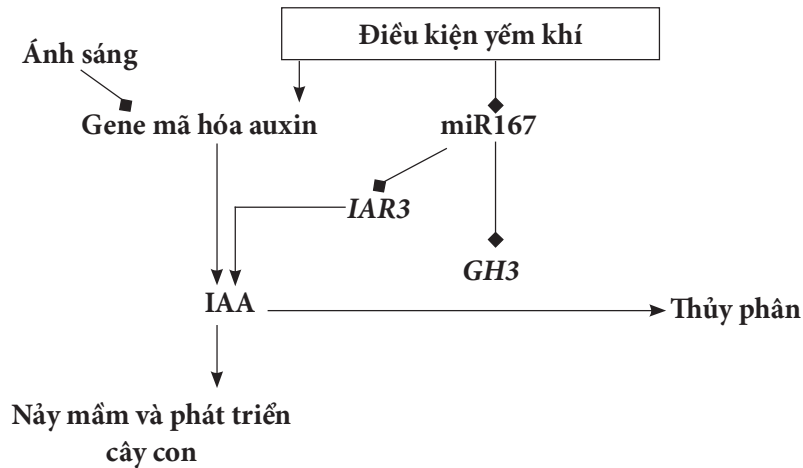 Điều kiện yếm khí
Ánh sáng
Gene mã hóa auxin
miR167
IAR3
GH3
IAA
Thủy phân
Nảy mầm và phát triển
cây con